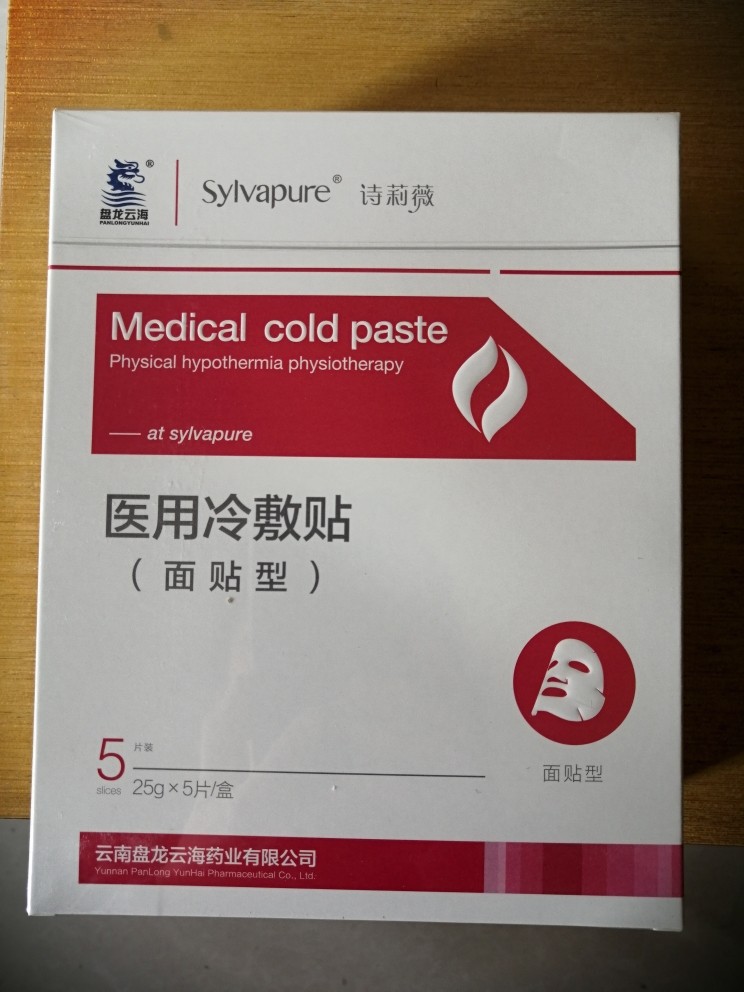 盘龙云海®
PANLONGYUNHAI
Sylvapure® 诗莉薇
Medical cold paste
Physical hypothermia physiotherapy
—— at sylvapure
医用冷敷贴
（面贴型）
面贴型
5 片装
slices 25g×5片/盒
云南盘龙云海药业有限公司
Yunnan PanLong YunHai Pharmaceutical Co., Ltd.